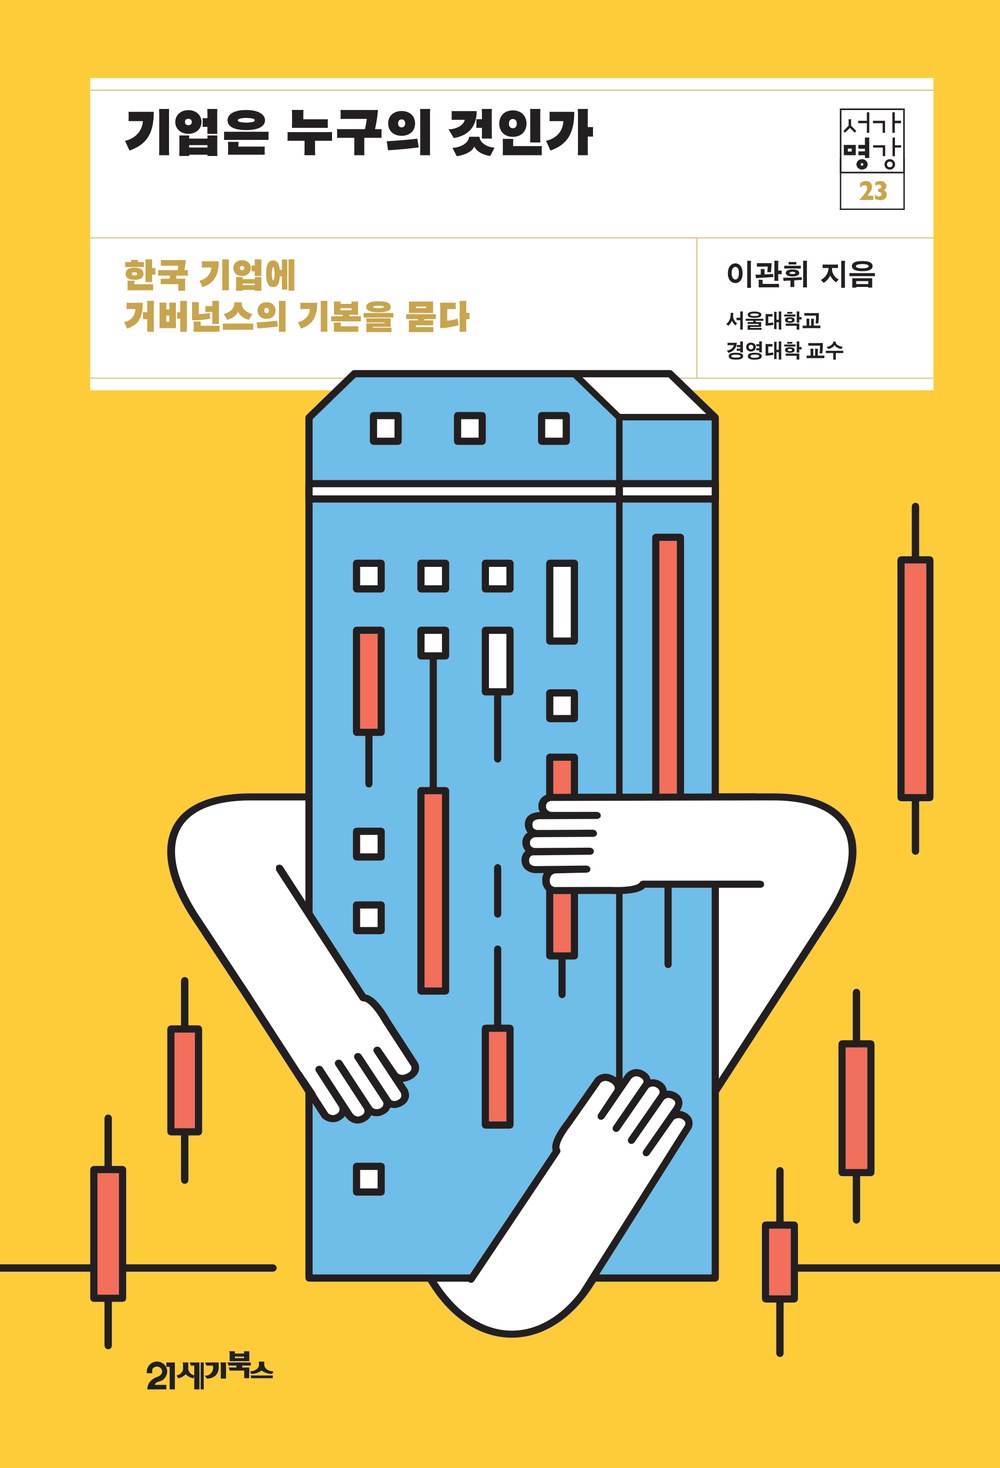 기업은 누구의 것인가
서가
명강
23
한국 기업에
거버넌스의 기본을 묻다
이관휘 지음
서울대학교
경영대학 교수
21세기북스